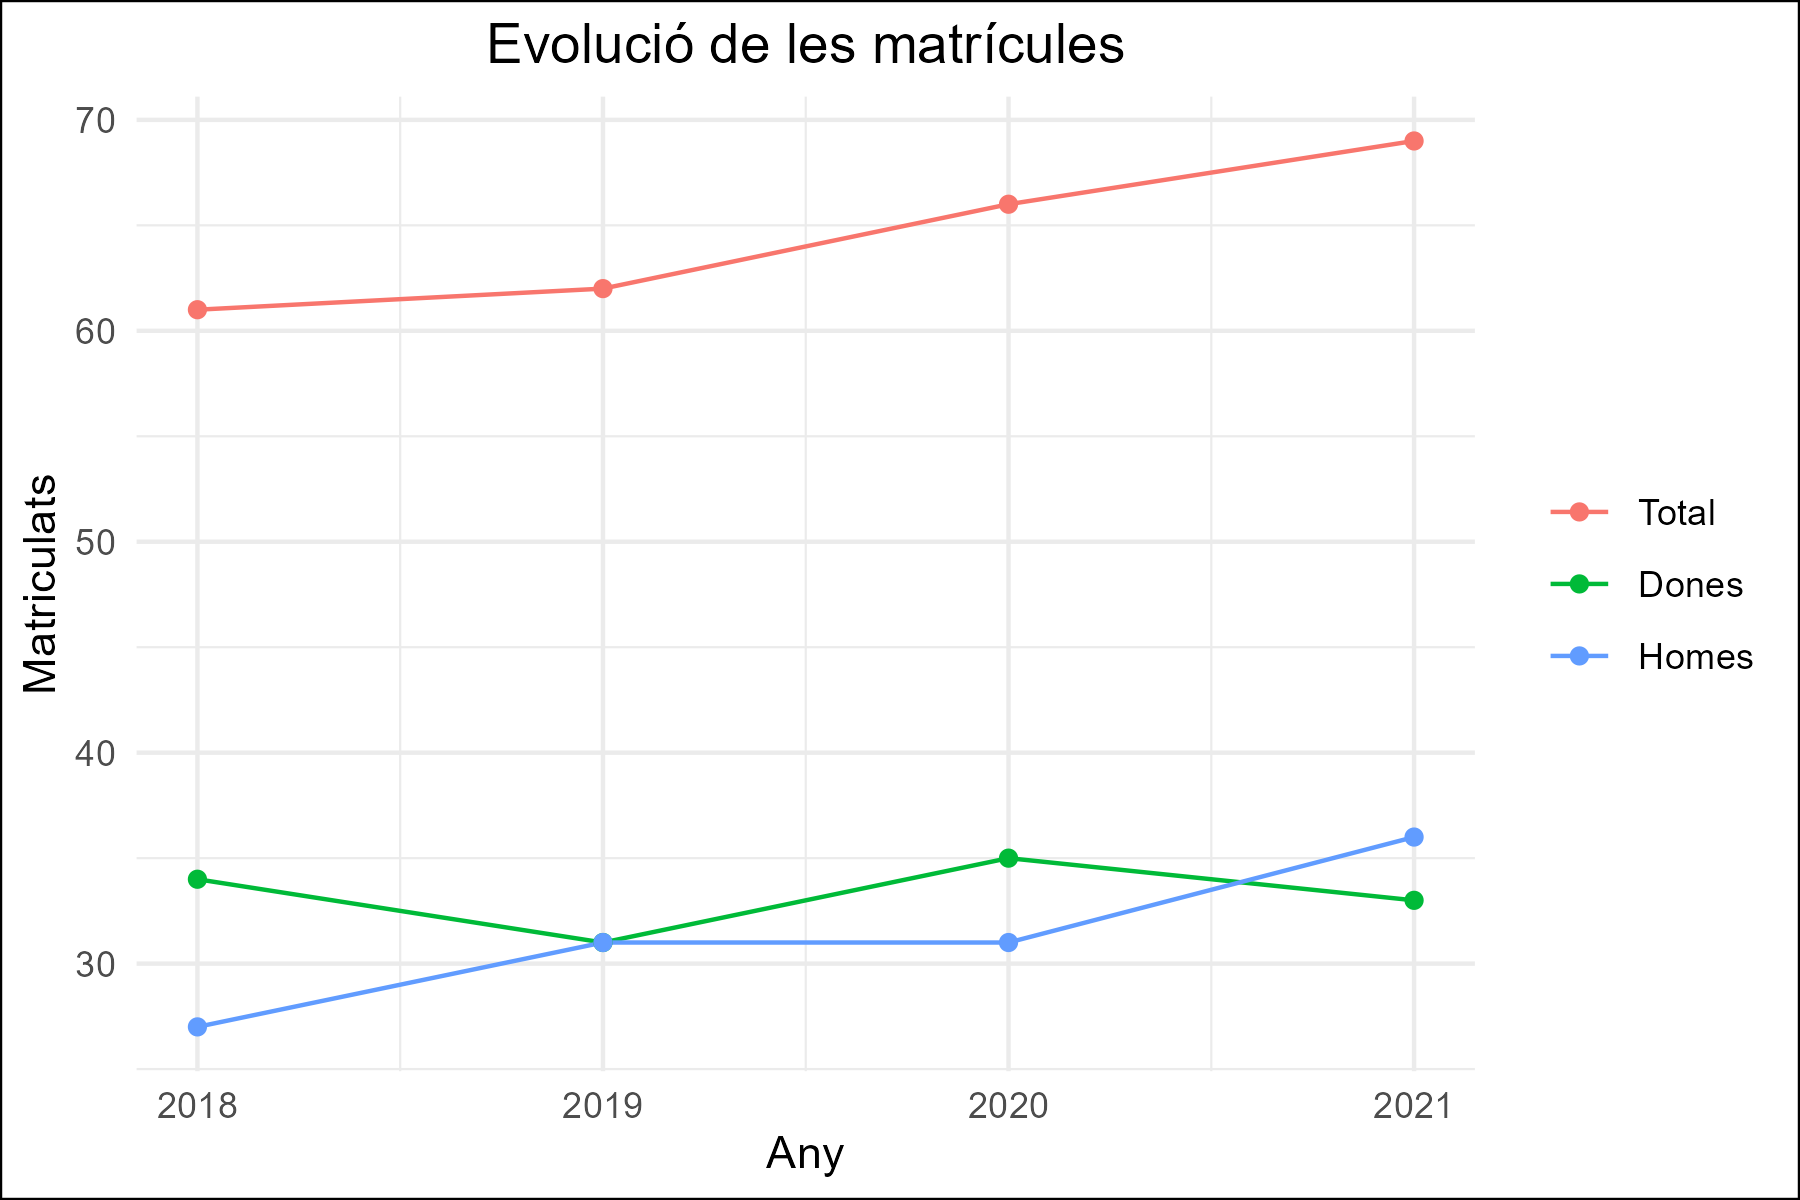 Evolució de les matrícules
70
60
50
40
30
Matriculats
2018 2019 2020 2021
Any
Total
Dones
Homes